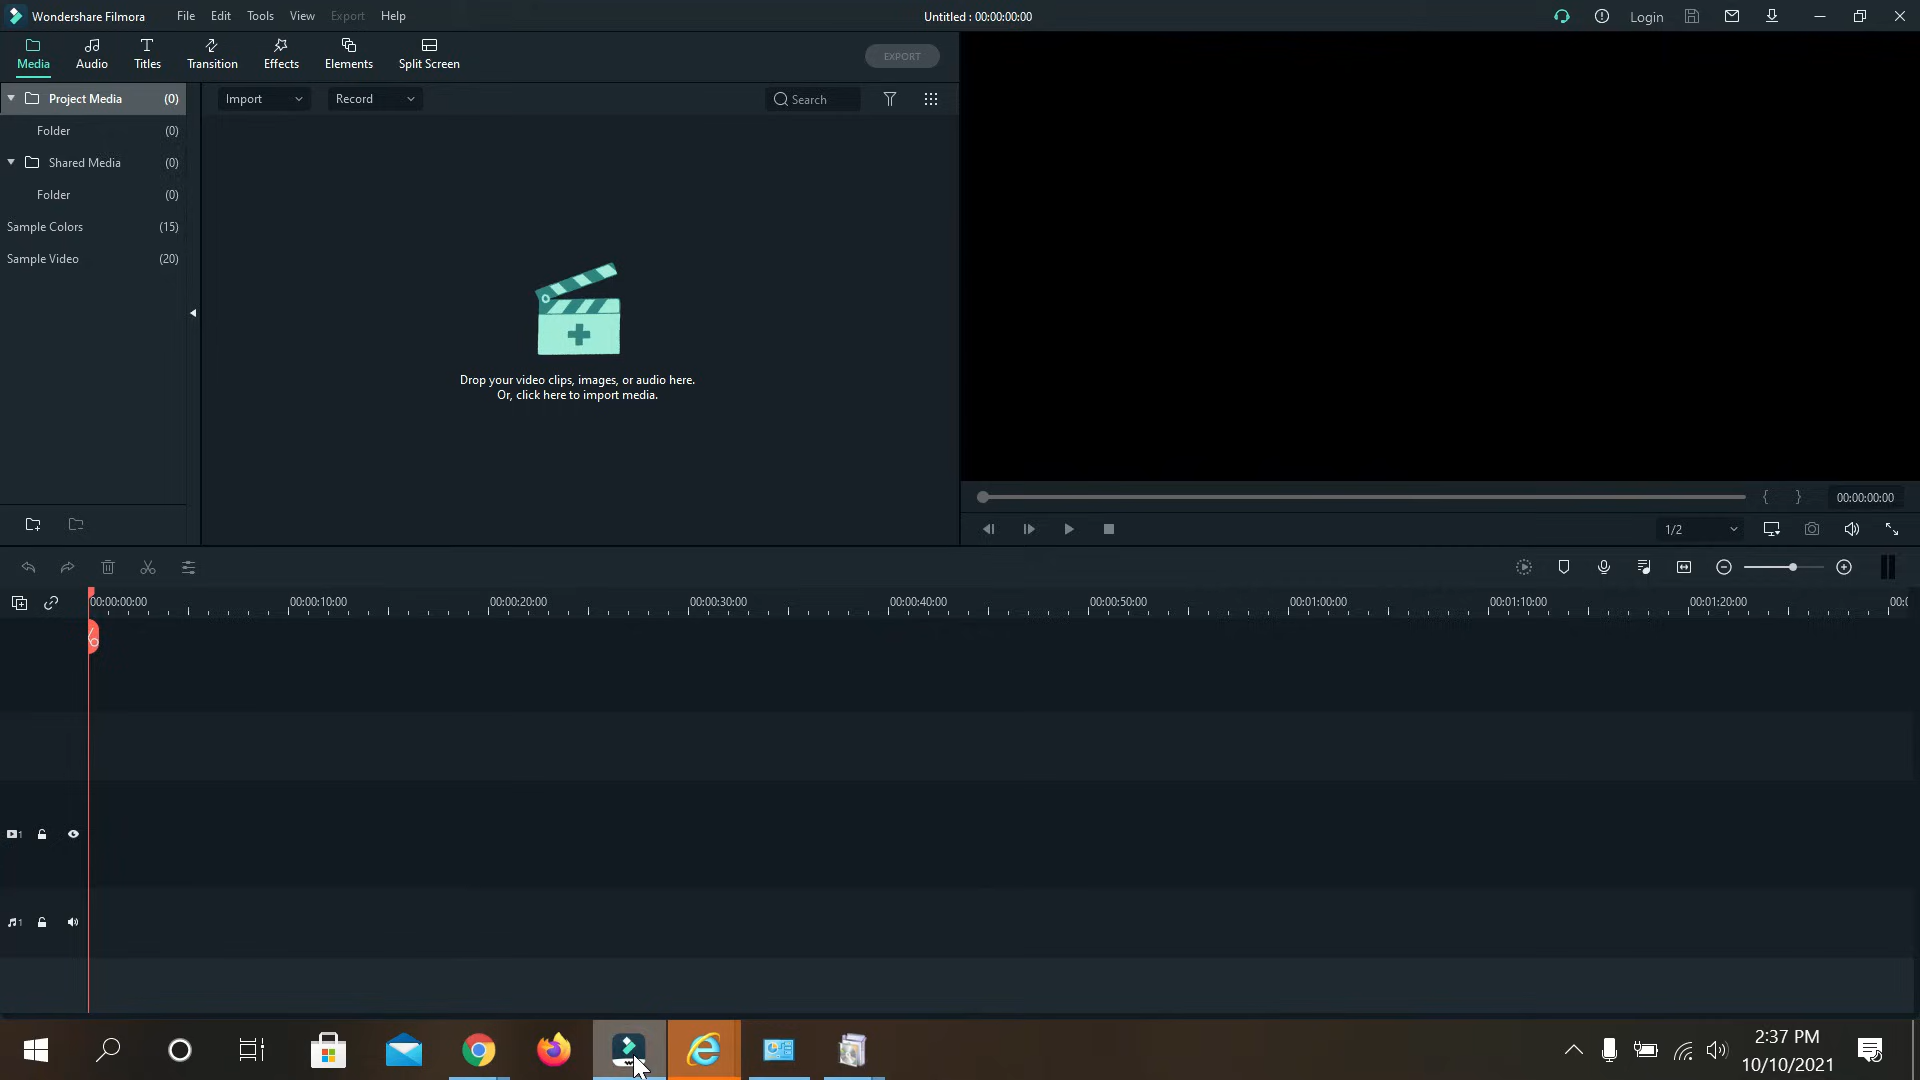 Wondershare Filmora File Edit Tools View Export Help Untitled : 00:00:00:00 Login
Media Audio Titles Transition Effects Elements Split Screen EXPORT
Project Media (0) Import Record Search
Folder (0)
Shared Media (0)
Folder (0)
Sample Colors (15)
Sample Video (20)
Drop your video clips, images, or audio here.
Or, click here to import media.
{ } 00:00:00:00
1/2
00:00:00:00 00:00:10:00 00:00:20:00 00:00:30:00 00:00:40:00 00:00:50:00 00:01:00:00 00:01:10:00 00:01:20:00
1
1
2:37 PM
10/10/2021